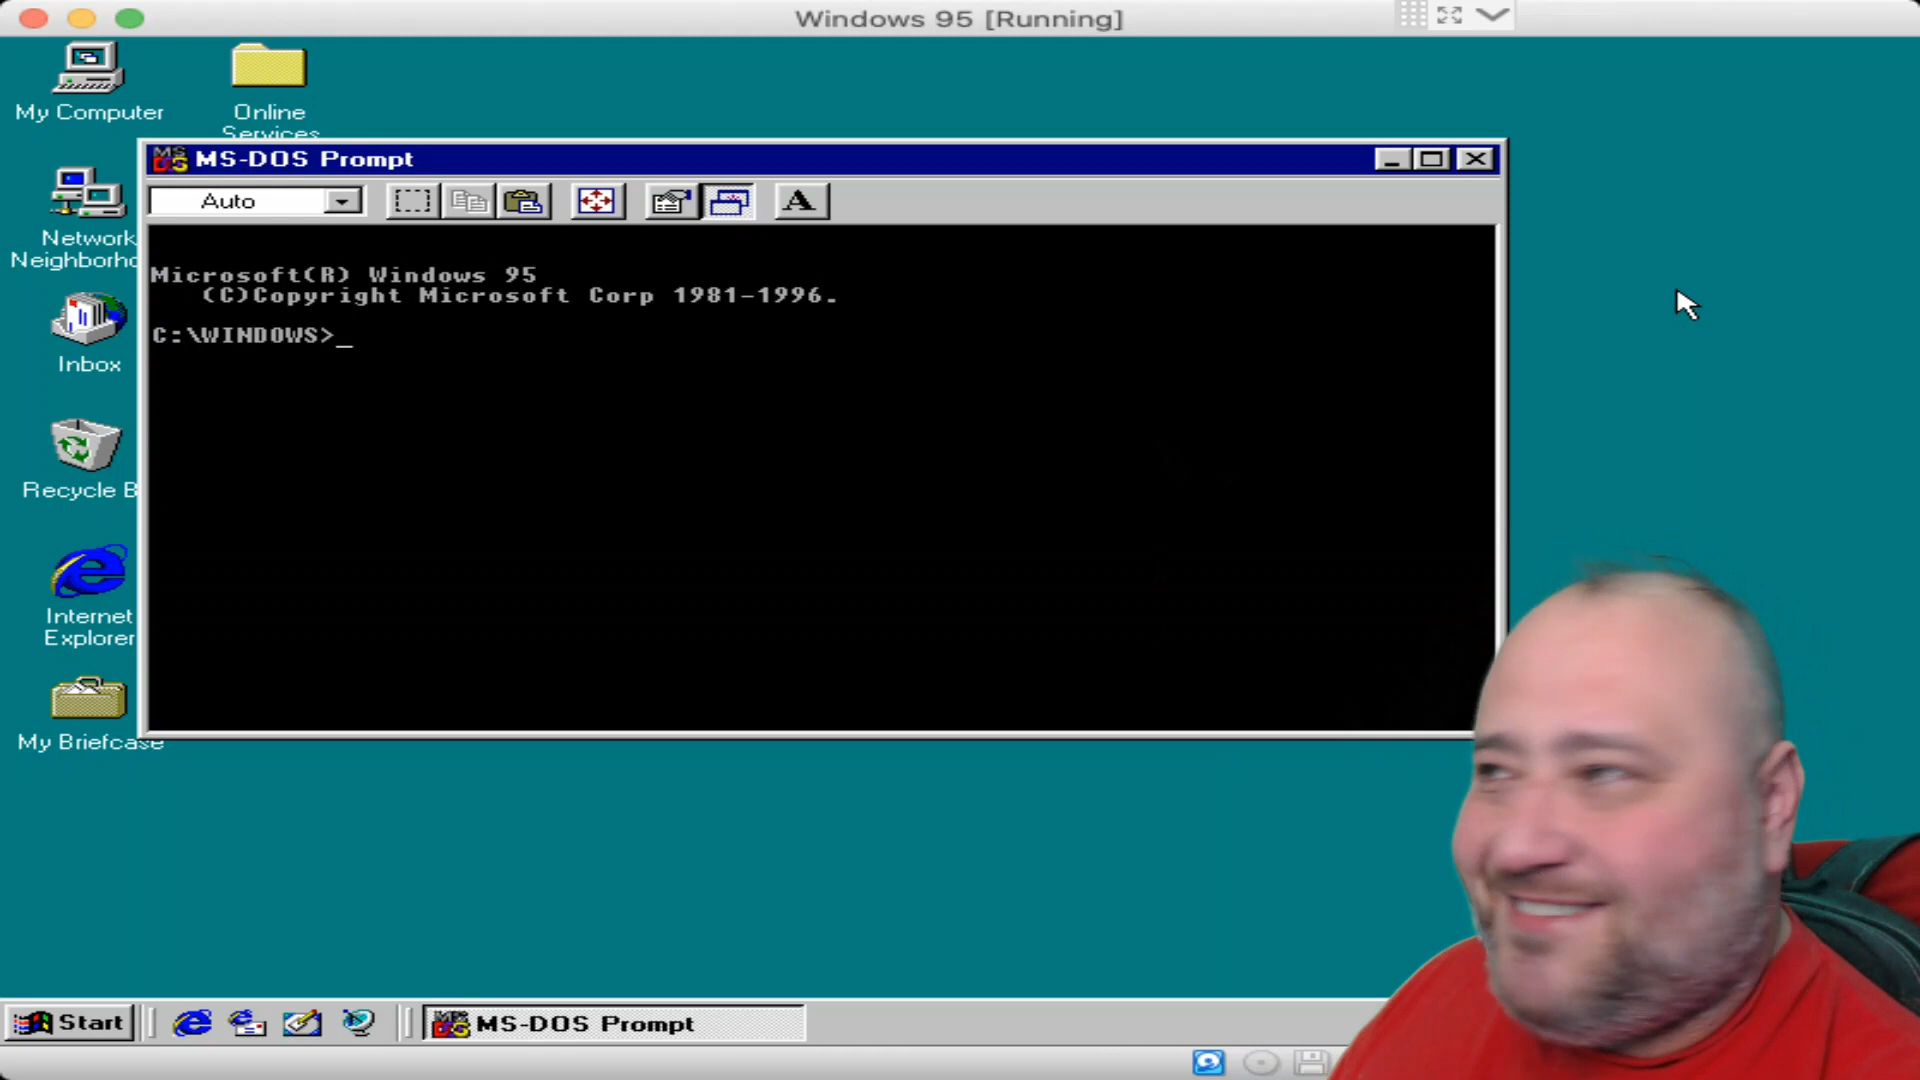 Windows 95 [Running]
My Computer
Online
Services
MS-DOS Prompt
Auto
A
Network
Neighborho
Microsoft(R) Windows 95
(C)Copyright Microsoft Corp 1981-1996.
C:\WINDOWS>_
Inbox
Recycle B
Internet
Explorer
My Briefcase
Start
MS-DOS Prompt